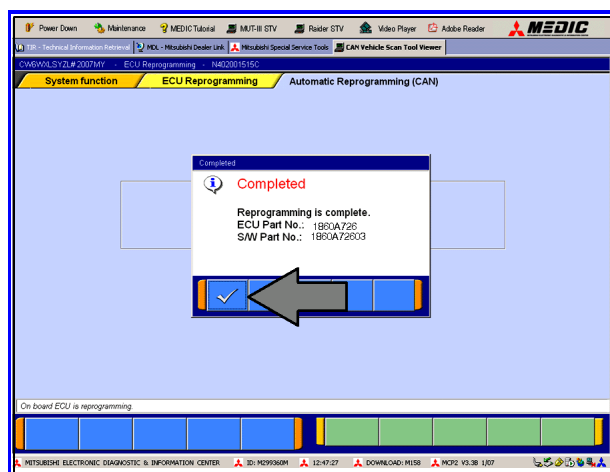 Power Down Maintenance MEDIC Tutorial MUT-III STV Raider STV Video Player Adobe Reader MEDIC
TIR - Technical Information Retrieval MDL - Mitsubishi Dealer Link Mitsubishi Special Service Tools CAN Vehicle Scan Tool Viewer
CW6WXLSYZL# 2007MY - ECU Reprogramming - N402001515C
System function ECU Reprogramming Automatic Reprogramming (CAN)
Completed
Completed
Reprogramming is complete.
ECU Part No.: 1860A726
S/W Part No.: 1860A72603
On board ECU is reprogramming.
MITSUBISHI ELECTRONIC DIAGNOSTIC & INFORMATION CENTER ID: M299360M 12:47:27 DOWNLOAD: M158 MCP2 V3.3B 1/07